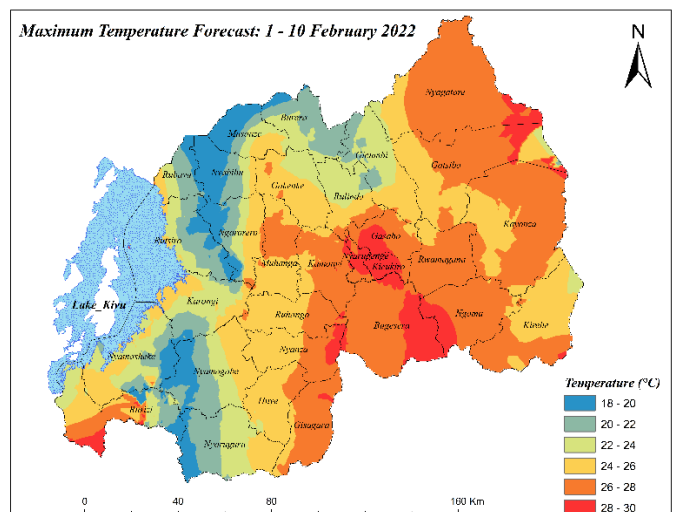 Maximum Temperature Forecast: 1 - 10 February 2022
N
Nyagatare
Burera
Musanze
Gicumbi
Gatsibo
Rubavu
Nyabihu
Gakenke
Rulindo
Kayonza
Rutsiro
Ngororero
Gasabo
Muhanga
Kamonyi
Nyarugenge
Kicukiro
Rwamagana
Lake_Kivu
Karongi
Ruhango
Bugesera
Ngoma
Kirehe
Nyamasheke
Nyanza
Nyamagabe
Huye
Rusizi
Gisagara
Nyaruguru
Temperature (°C)
18 - 20
20 - 22
22 - 24
24 - 26
26 - 28
28 - 30
0 40 80 160 Km